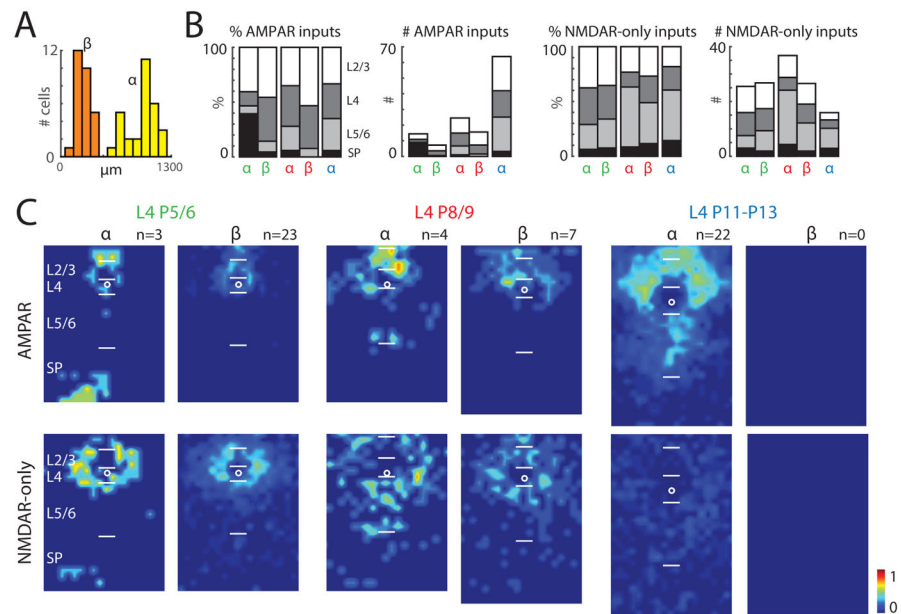 A
β
α
12
0
# cells
0
µm
1300
B
% AMPAR inputs
100
0
%
α β α β α
L2/3
L4
L5/6
SP
# AMPAR inputs
70
0
#
α β α β α
% NMDAR-only inputs
100
0
%
α β α β α
# NMDAR-only inputs
40
0
#
α β α β α
C
L4 P5/6
L4 P8/9
L4 P11-P13
α n=3
β n=23
α n=4
β n=7
α n=22
β n=0
AMPAR
L2/3
L4
L5/6
SP
NMDAR-only
L2/3
L4
L5/6
SP
1
0